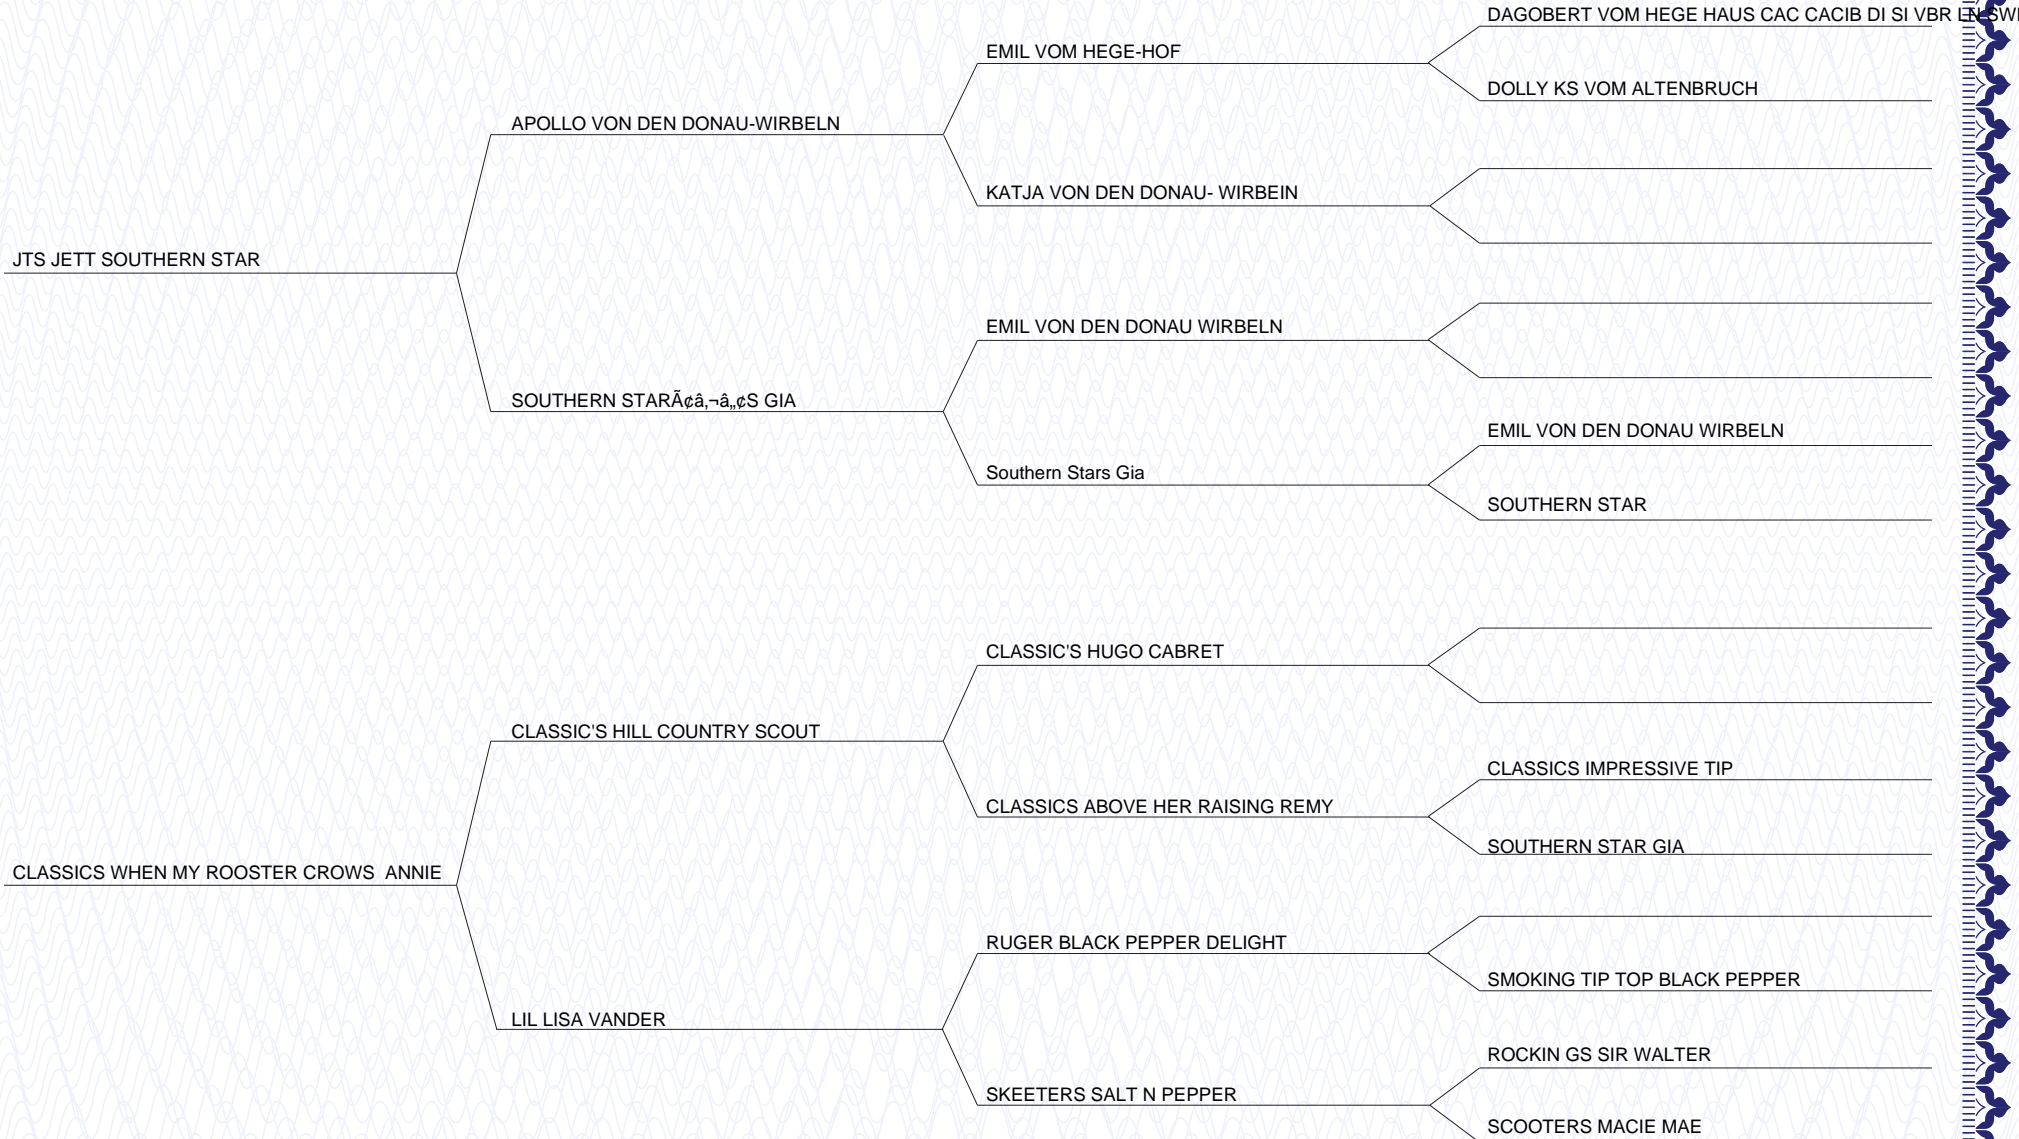 DAGOBERT VOM HEGE HAUS CAC CACIB DI SI VBR LN SW
EMIL VOM HEGE-HOF
DOLLY KS VOM ALTENBRUCH
APOLLO VON DEN DONAU-WIRBELN
KATJA VON DEN DONAU- WIRBEIN
JTS JETT SOUTHERN STAR
EMIL VON DEN DONAU WIRBELN
SOUTHERN STARÃ¢â‚¬â„¢S GIA
EMIL VON DEN DONAU WIRBELN
Southern Stars Gia
SOUTHERN STAR
CLASSIC'S HUGO CABRET
CLASSIC'S HILL COUNTRY SCOUT
CLASSICS IMPRESSIVE TIP
CLASSICS ABOVE HER RAISING REMY
SOUTHERN STAR GIA
CLASSICS WHEN MY ROOSTER CROWS  ANNIE
RUGER BLACK PEPPER DELIGHT
SMOKING TIP TOP BLACK PEPPER
LIL LISA VANDER
ROCKIN GS SIR WALTER
SKEETERS SALT N PEPPER
SCOOTERS MACIE MAE